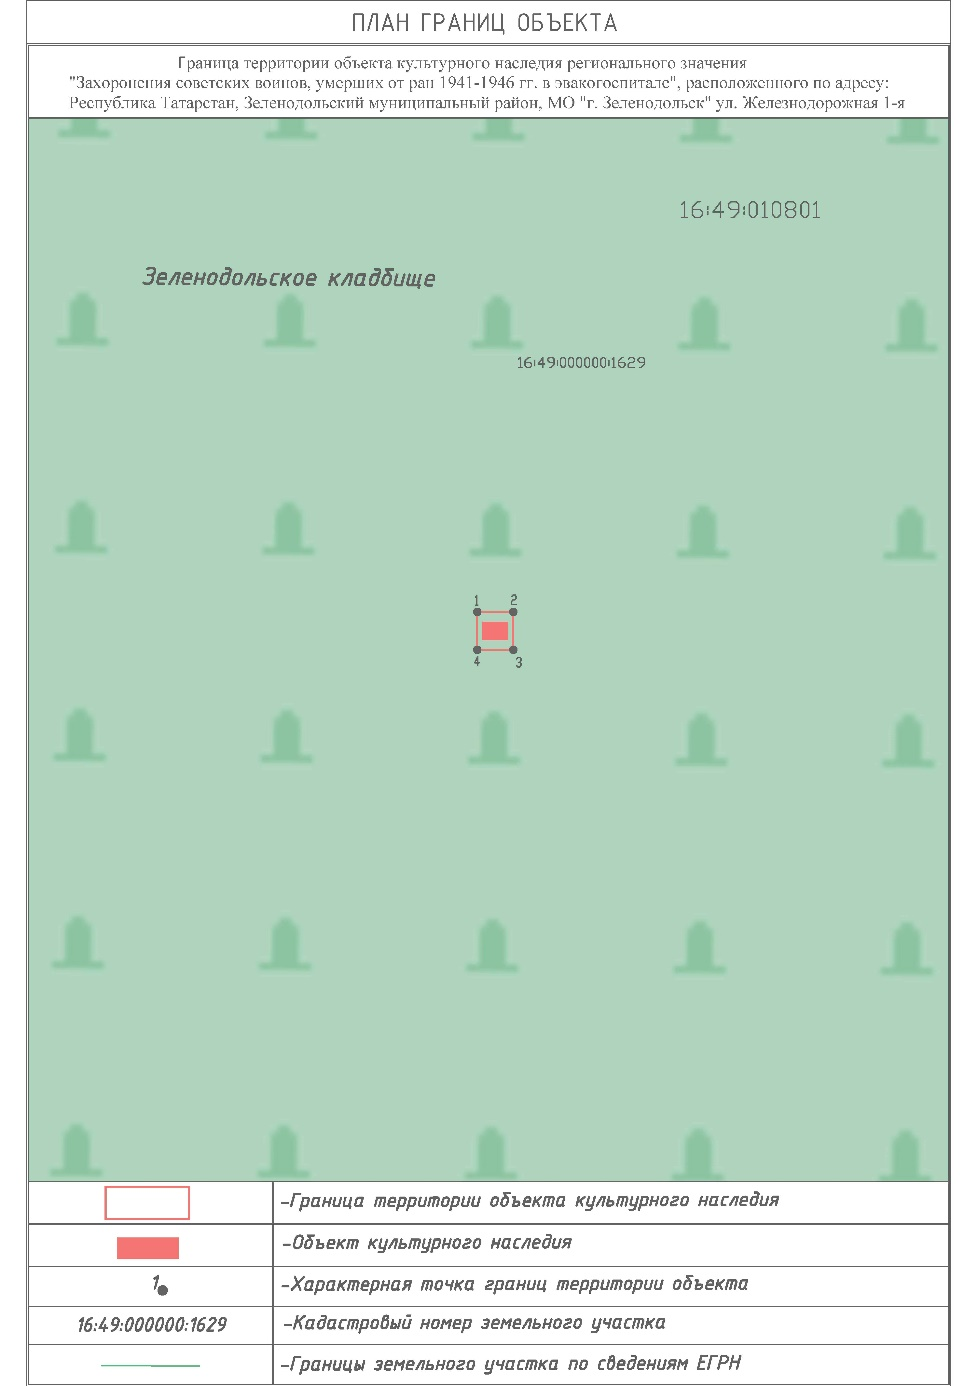 ПЛАН ГРАНИЦ ОБЪЕКТА
Граница территории объекта культурного наследия регионального значения
"Захоронения советских воинов, умерших от ран 1941-1946 гг. в эвакогоспитале", расположенного по адресу:
Республика Татарстан, Зеленодольский муниципальный район, МО "г. Зеленодольск" ул. Железнодорожная 1-я
16:49:010801
Зеленодольское кладбище
16:49:000000:1629
1 2
4 3
-Граница территории объекта культурного наследия
-Объект культурного наследия
1 -Характерная точка границ территории объекта
16:49:000000:1629 -Кадастровый номер земельного участка
-Границы земельного участка по сведениям ЕГРН